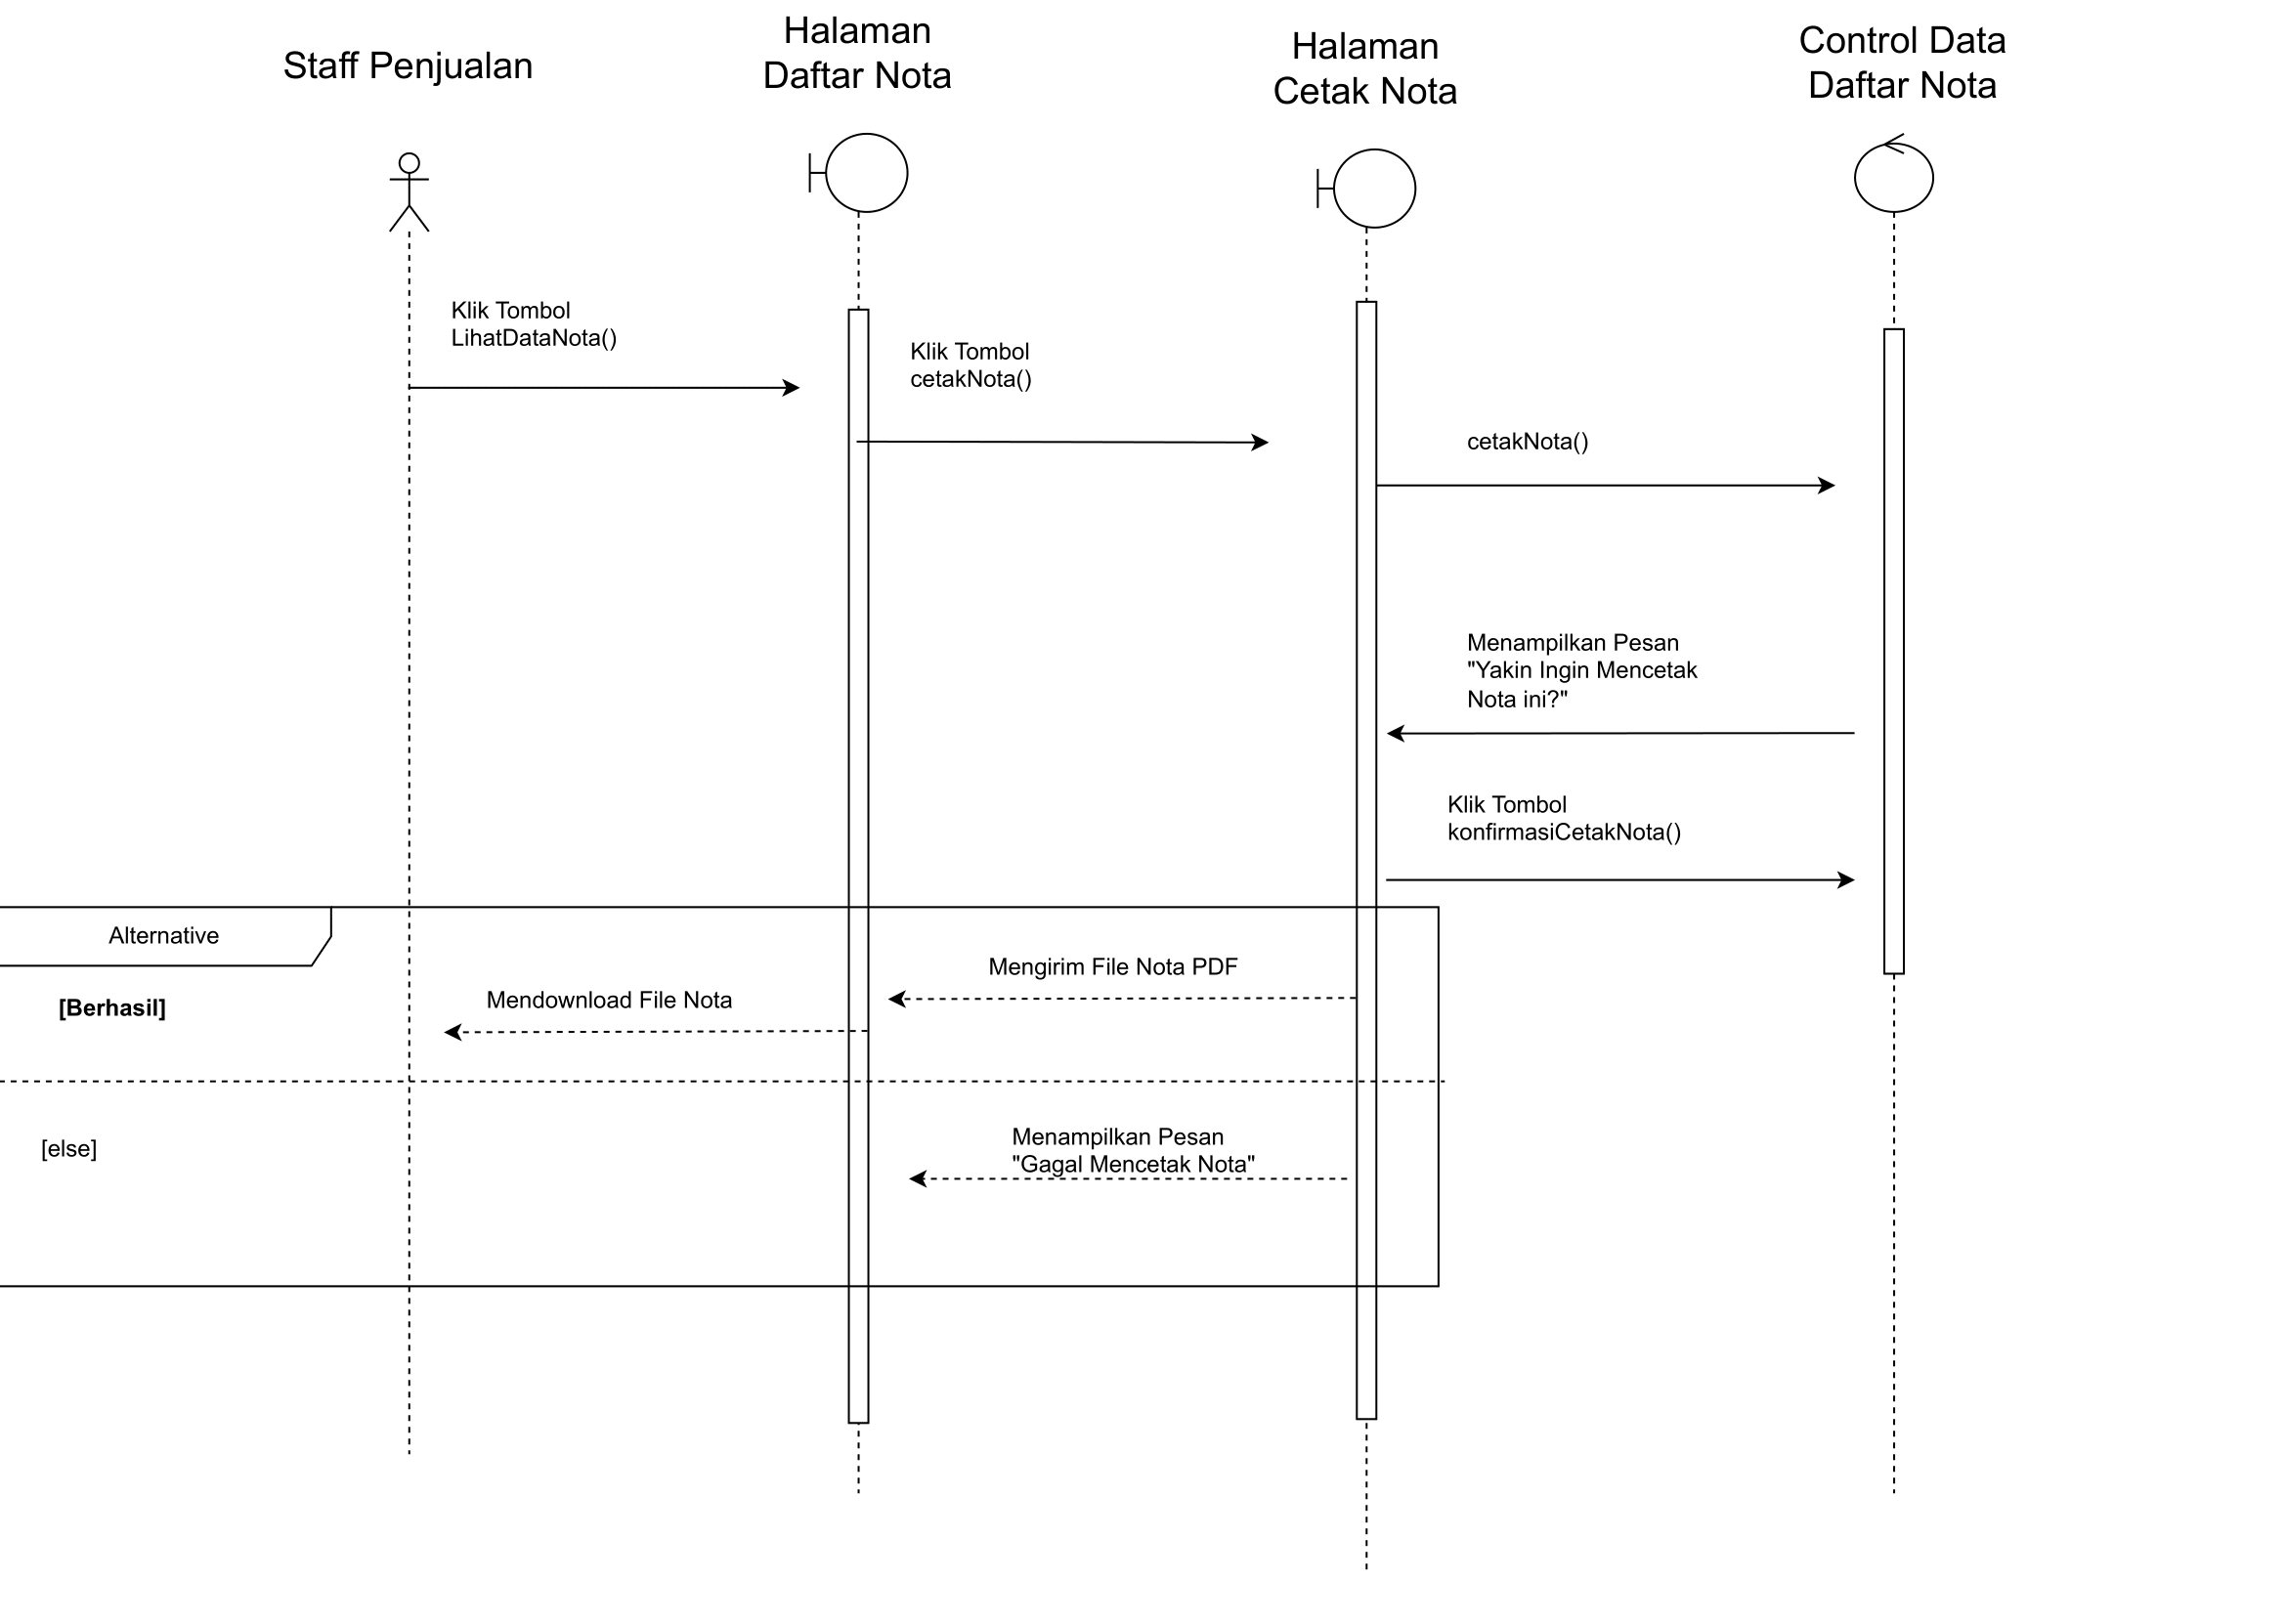 Staff Penjualan
Halaman
Daftar Nota
Halaman
Cetak Nota
Control Data
Daftar Nota
Klik Tombol
LihatDataNota()
Klik Tombol
cetakNota()
cetakNota()
Menampilkan Pesan
"Yakin Ingin Mencetak
Nota ini?"
Klik Tombol
konfirmasiCetakNota()
Alternative
Mengirim File Nota PDF
[Berhasil]
Mendownload File Nota
[else]
Menampilkan Pesan
"Gagal Mencetak Nota"